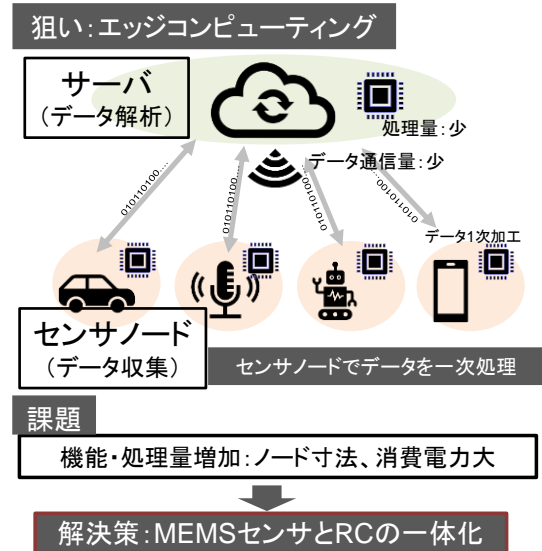 狙い：エッジコンピューティング
サーバ
（データ解析）
処理量：少
データ通信量：少
010110100....
010110100....
010110100....
010110100....
データ1次加工
センサノード
（データ収集）
センサノードでデータを一次処理
課題
機能・処理量増加：ノード寸法、消費電力大
解決策：MEMSセンサとRCの一体化